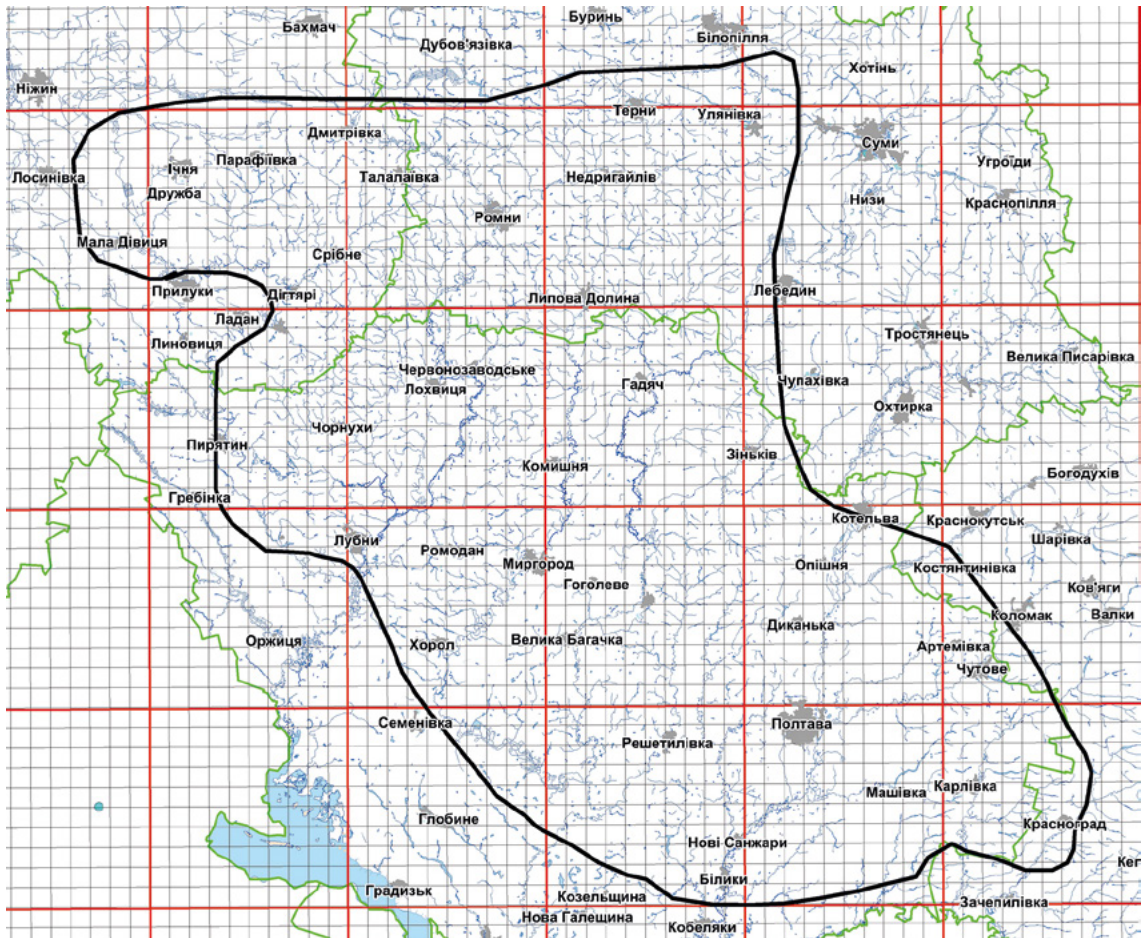 Бахмач
Буринь
Білопілля
Дубов'язівка
Хотінь
Ніжин
Терни
Улянівка
Дмитрівка
Суми
Парафіївка
Ічня
Угроїди
Лосинівка
Талалаївка
Недригайлів
Дружба
Низи
Краснопілля
Ромни
Мала Дівиця
Срібне
Прилуки
Дігтярі
Липова Долина
Лебедин
Ладан
Тростянець
Линовиця
Велика Писарівка
Червонозаводське
Лохвиця
Гадяч
Чупахівка
Охтирка
Чорнухи
Пирятин
Зіньків
Комишня
Богодухів
Гребінка
Котельва
Краснокутськ
Лубни
Шарівка
Ромодан
Миргород
Опішня
Костянтинівка
Гоголеве
Ков'яги
Коломак
Валки
Диканька
Оржиця
Хорол
Велика Багачка
Артемівка
Чутове
Семенівка
Полтава
Решетилівка
Машівка
Карлівка
Глобине
Красноград
Нові Санжари
Кег
Білики
Градизьк
Козельщина
Зачепилівка
Нова Галещина
Кобеляки